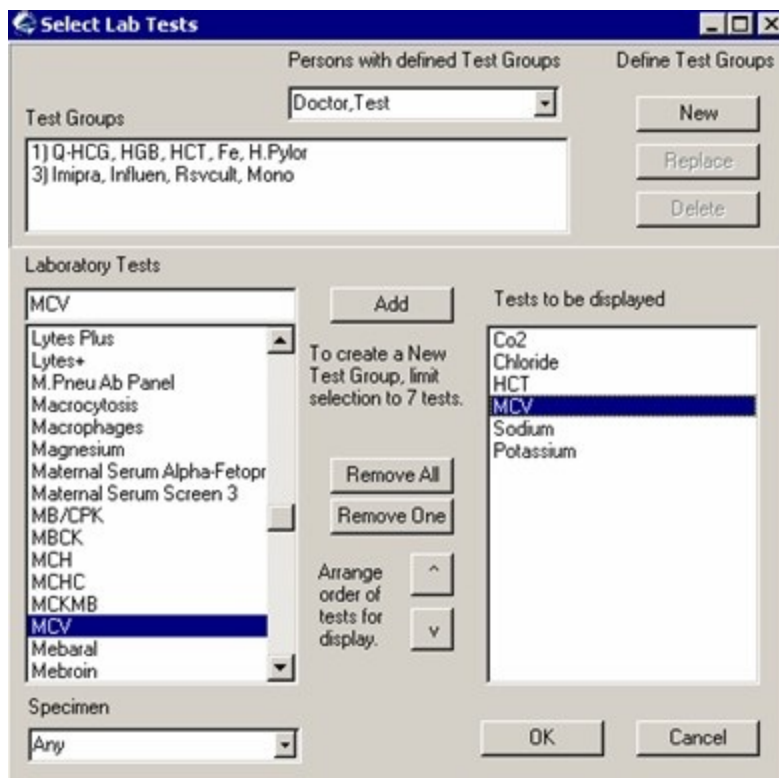 Select Lab Tests
Persons with defined Test Groups
Define Test Groups
Doctor,Test
New
Test Groups
1) Q-HCG, HGB, HCT, Fe, H.Pylor
3) Imipra, Influen, Rsvcult, Mono
Replace
Delete
Laboratory Tests
MCV
Lytes Plus
Lytes+
M.Pneu Ab Panel
Macrocytosis
Macrophages
Magnesium
Maternal Serum Alpha-Fetopr
Maternal Serum Screen 3
MB/CPK
MBCK
MCH
MCHC
MCKMB
MCV
Mebaral
Mebroin
Add
To create a New
Test Group, limit
selection to 7 tests.
Remove All
Remove One
Arrange
order of
tests for
display.
^
v
Tests to be displayed
Co2
Chloride
HCT
MCV
Sodium
Potassium
Specimen
Any
OK
Cancel